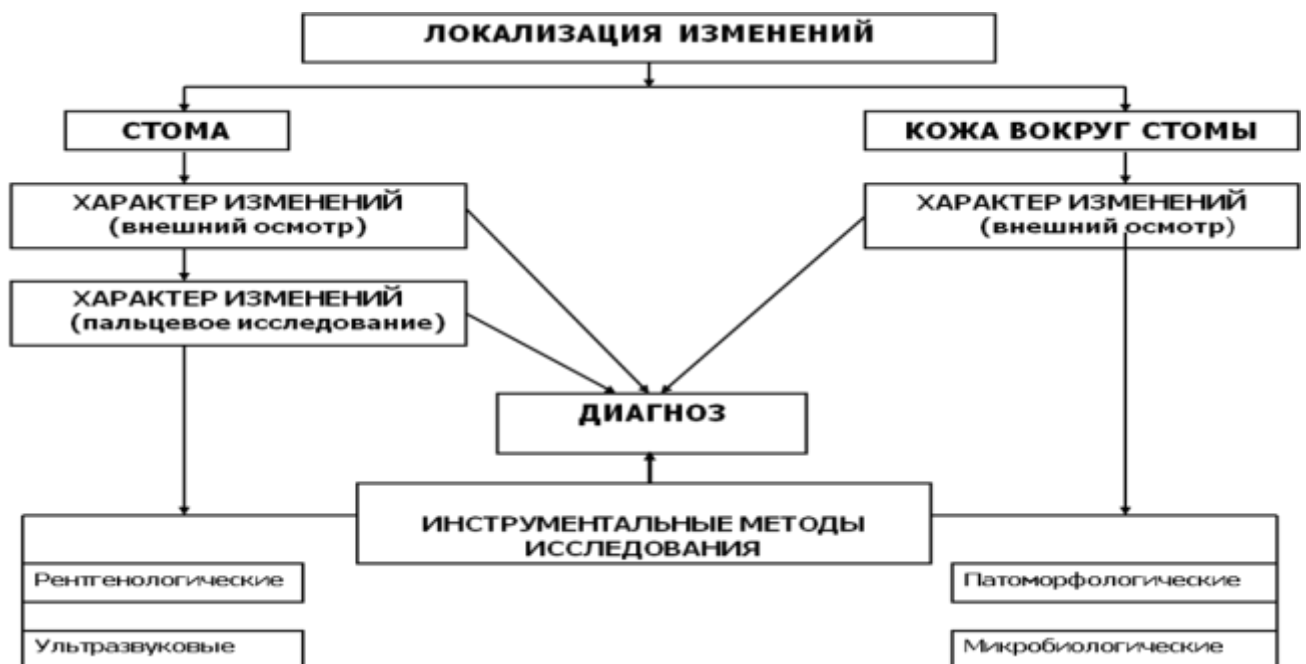 ЛОКАЛИЗАЦИЯ ИЗМЕНЕНИЙ
СТОМА
КОЖА ВОКРУГ СТОМЫ
ХАРАКТЕР ИЗМЕНЕНИЙ
(внешний осмотр)
ХАРАКТЕР ИЗМЕНЕНИЙ
(внешний осмотр)
ХАРАКТЕР ИЗМЕНЕНИЙ
(пальцевое исследование)
ДИАГНОЗ
ИНСТРУМЕНТАЛЬНЫЕ МЕТОДЫ
ИССЛЕДОВАНИЯ
Рентгенологические
Патоморфологические
Ультразвуковые
Микробиологические